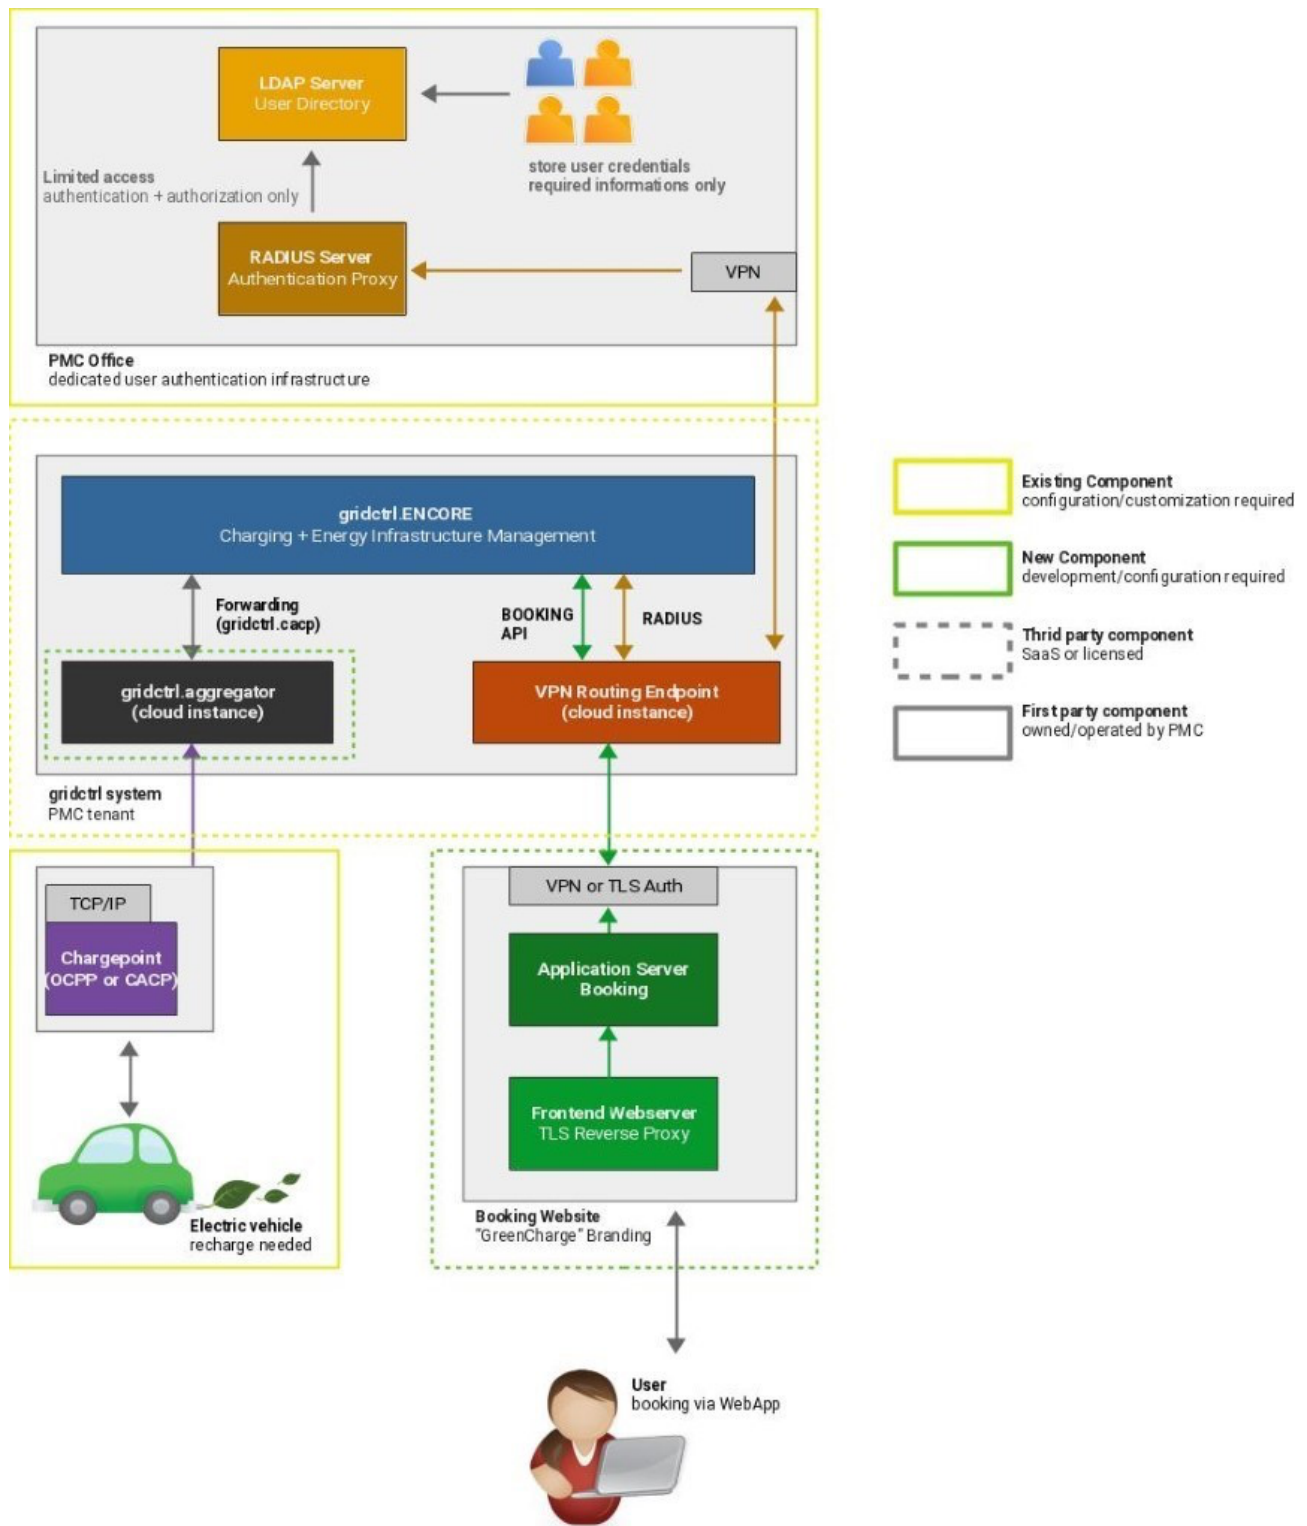 LDAP Server
User Directory
store user credentials
required informations only
Limited access
authentication + authorization only
RADIUS Server
Authentication Proxy
VPN
PMC Office
dedicated user authentication infrastructure
gridctrl.ENCORE
Charging + Energy Infrastructure Management
Forwarding
(gridctrl.cacp)
BOOKING
API
RADIUS
gridctrl.aggregator
(cloud instance)
VPN Routing Endpoint
(cloud instance)
gridctrl system
PMC tenant
Existing Component
configuration/customization required
New Component
development/configuration required
Thrid party component
SaaS or licensed
First party component
owned/operated by PMC
TCP/IP
Chargepoint
(OCPP or CACP)
Electric vehicle
recharge needed
VPN or TLS Auth
Application Server
Booking
Frontend Webserver
TLS Reverse Proxy
Booking Website
"GreenCharge" Branding
User
booking via WebApp